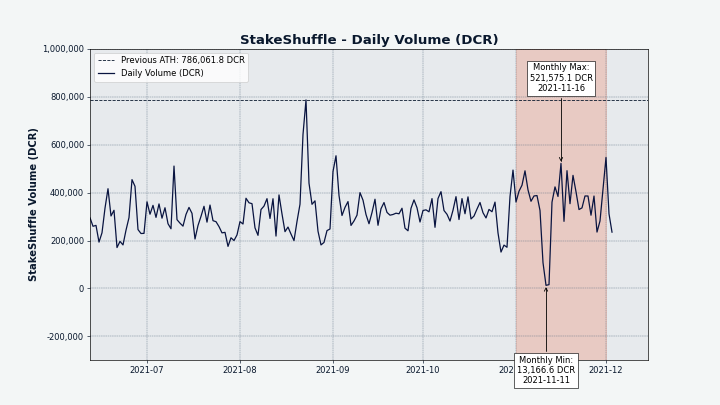 StakeShuffle - Daily Volume (DCR)
Previous ATH: 786,061.8 DCR
Daily Volume (DCR)
Monthly Max:
521,575.1 DCR
2021-11-16
StakeShuffle Volume (DCR)
1,000,000
800,000
600,000
400,000
200,000
0
-200,000
Monthly Min:
13,166.6 DCR
2021-11-11
2021-07
2021-08
2021-09
2021-10
2021-12